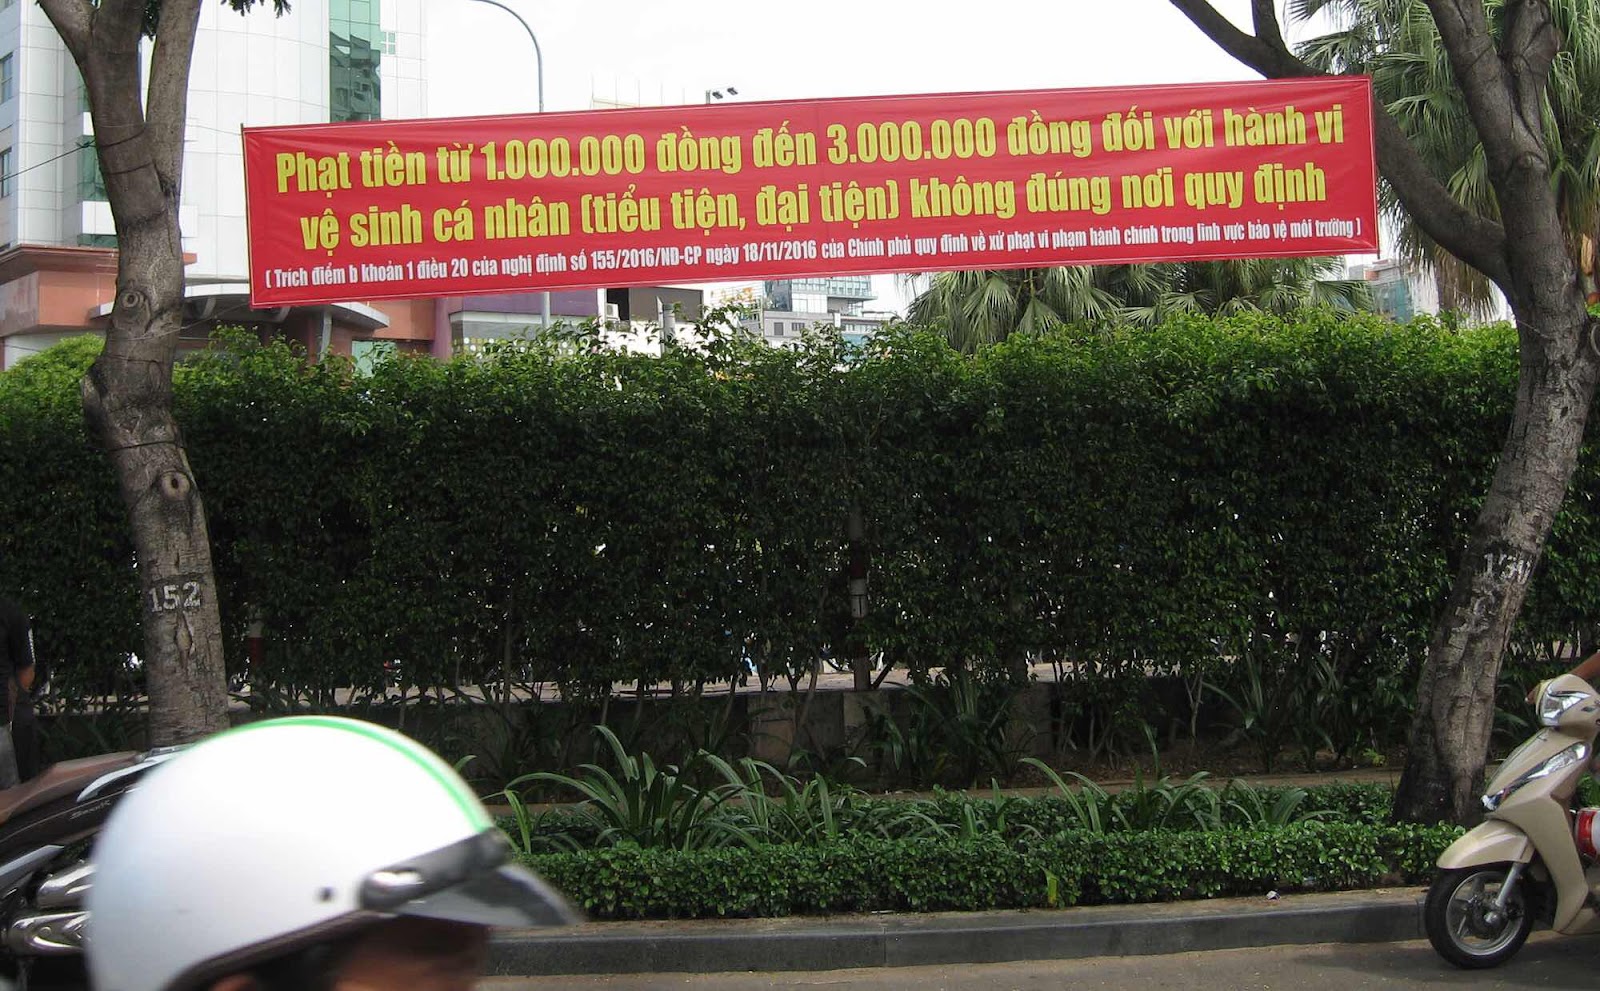 Phạt tiền từ 1.000.000 đồng đến 3.000.000 đồng đối với hành vi
vệ sinh cá nhân (tiểu tiện, đại tiện) không đúng nơi quy định
( Trích điểm b khoản 1 điều 20 của nghị định số 155/2016/NĐ-CP ngày 18/11/2016 của Chính phủ quy định về xử phạt vi phạm hành chính trong lĩnh vực bảo vệ môi trường )
152